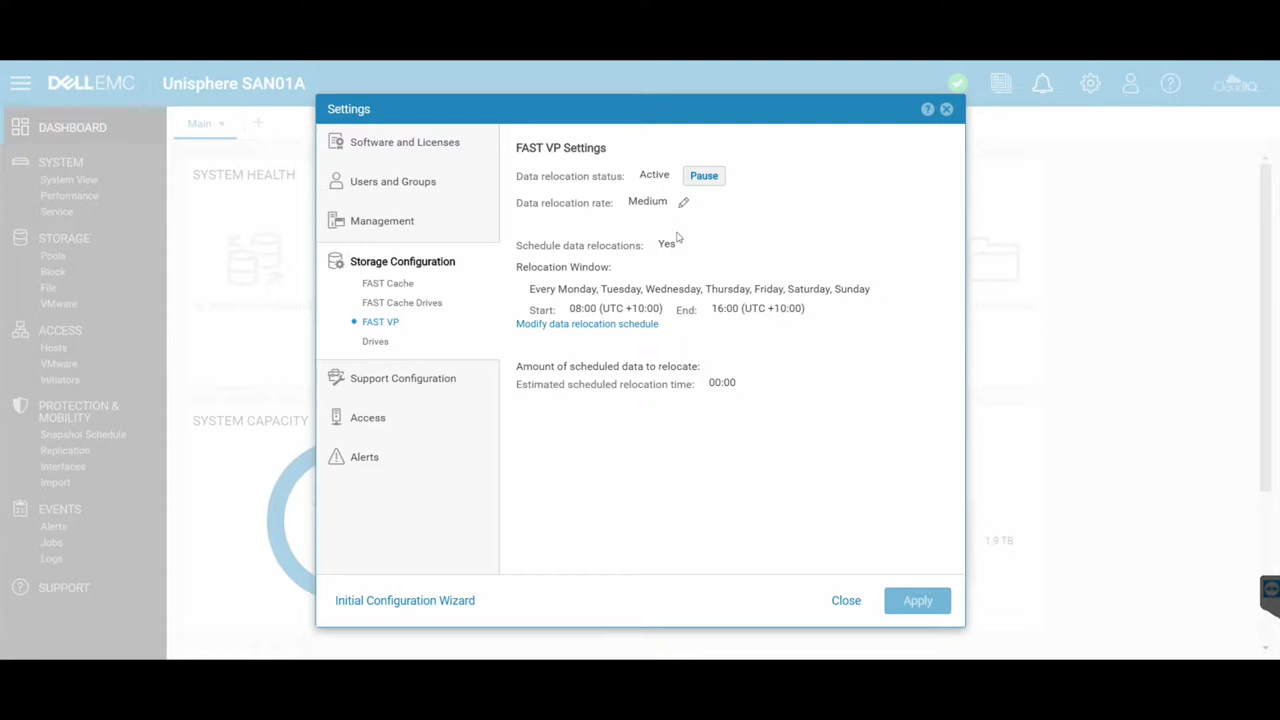 DELLEMC
Unisphere SAN01A
CloudIQ
DASHBOARD
SYSTEM
System View
Performance
Service
STORAGE
Pools
Block
File
VMware
ACCESS
Hosts
VMware
Initiators
PROTECTION &
MOBILITY
Snapshot Schedule
Replication
Interfaces
Import
EVENTS
Alerts
Jobs
Logs
SUPPORT
Main
SYSTEM HEALTH
SYSTEM CAPACITY
1.9 TB
Settings
Software and Licenses
Users and Groups
Management
Storage Configuration
FAST Cache
FAST Cache Drives
FAST VP
Drives
Support Configuration
Access
Alerts
FAST VP Settings
Data relocation status: Active Pause
Data relocation rate: Medium
Schedule data relocations: Yes
Relocation Window:
Every Monday, Tuesday, Wednesday, Thursday, Friday, Saturday, Sunday
Start: 08:00 (UTC +10:00) End: 16:00 (UTC +10:00)
Modify data relocation schedule
Amount of scheduled data to relocate:
Estimated scheduled relocation time: 00:00
Initial Configuration Wizard
Close
Apply